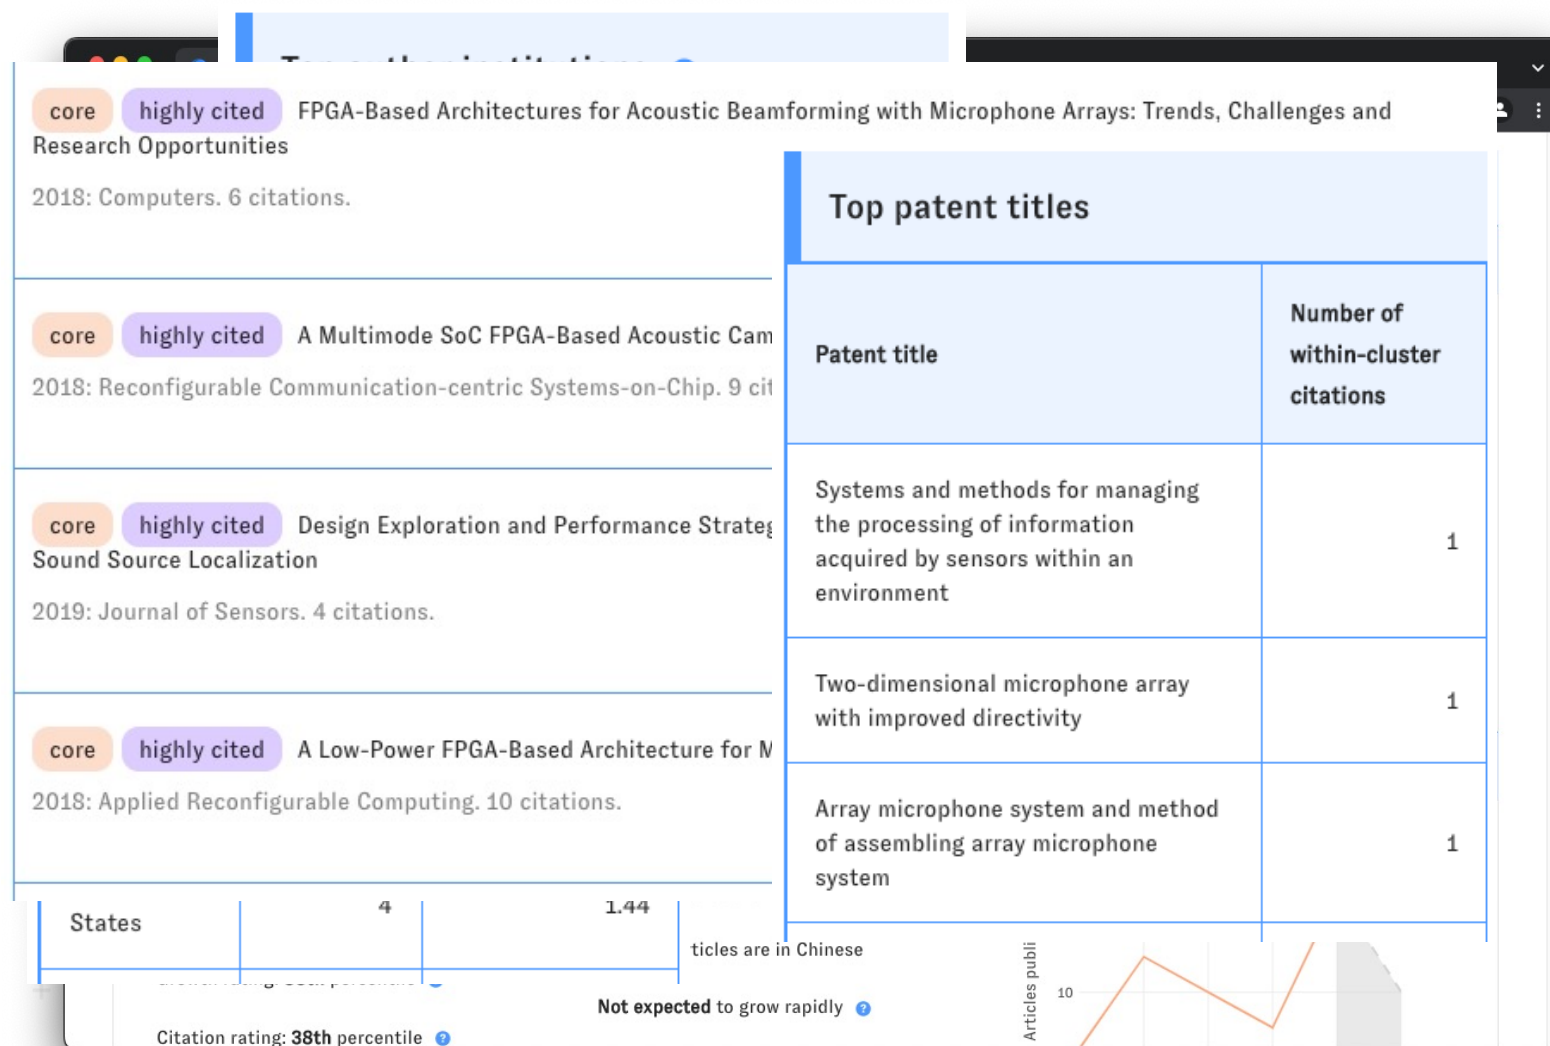 Top author institutions
core highly cited FPGA-Based Architectures for Acoustic Beamforming with Microphone Arrays: Trends, Challenges and
Research Opportunities
2018: Computers. 6 citations.
core highly cited A Multimode SoC FPGA-Based Acoustic Cam
2018: Reconfigurable Communication-centric Systems-on-Chip. 9 cit
core highly cited Design Exploration and Performance Strateg
Sound Source Localization
2019: Journal of Sensors. 4 citations.
core highly cited A Low-Power FPGA-Based Architecture for M
2018: Applied Reconfigurable Computing. 10 citations.
Top patent titles
Patent title
Number of
within-cluster
citations
Systems and methods for managing
the processing of information
acquired by sensors within an
environment
1
Two-dimensional microphone array
with improved directivity
1
Array microphone system and method
of assembling array microphone
system
1
States
4
1.44
ticles are in Chinese
Not expected to grow rapidly
Citation rating: 38th percentile
Articles publi
10